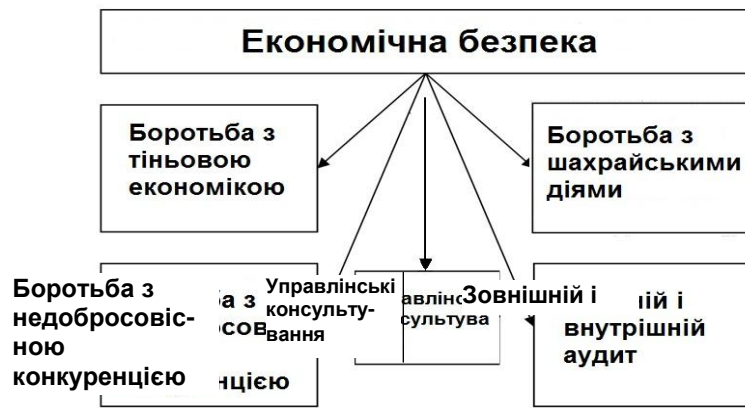 Економічна безпека
Боротьба з
тіньовою
економікою
Боротьба з
шахрайськими
діями
Боротьба з
недобросовіс-
ною
конкуренцією
Управлінські
консульту-
вання
Зовнішній і
внутрішній
аудит